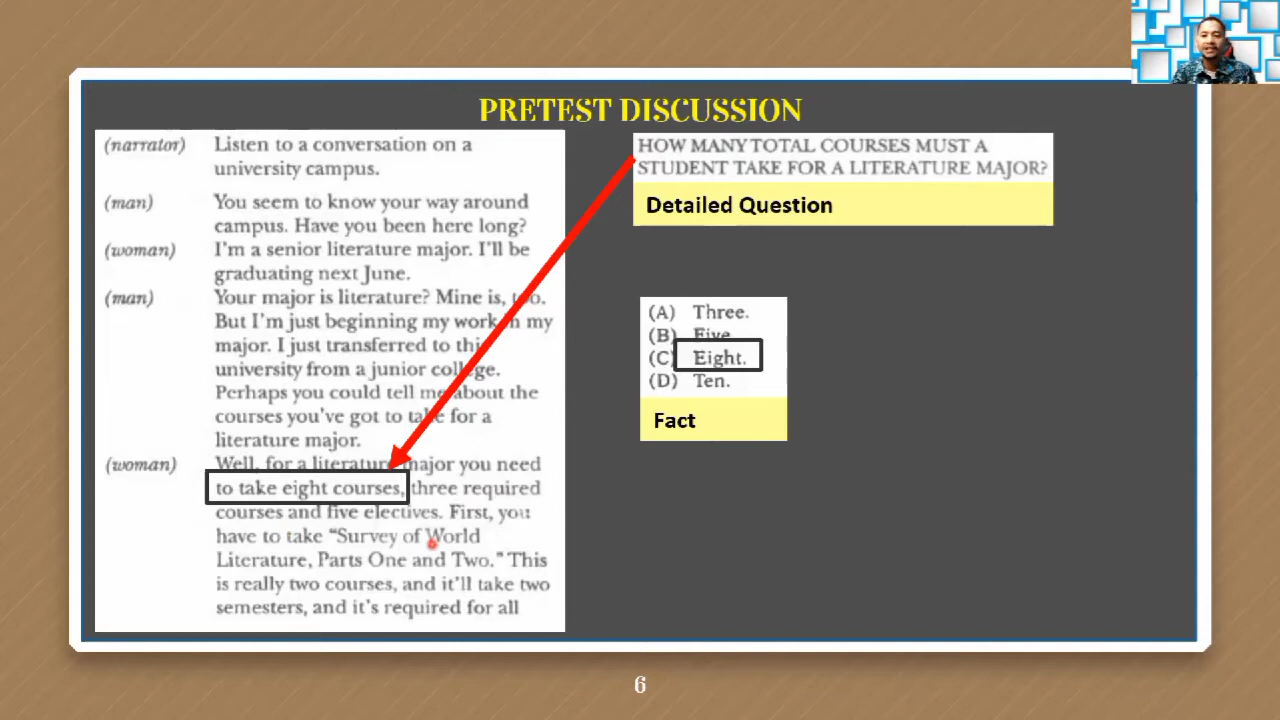 PRETEST DISCUSSION
(narrator) Listen to a conversation on a
university campus.
(man) You seem to know your way around
campus. Have you been here long?
(woman) I'm a senior literature major. I'll be
graduating next June.
(man) Your major is literature? Mine is, too.
But I'm just beginning my work in my
major. I just transferred to this
university from a junior college.
Perhaps you could tell me about the
courses you've got to take for a
literature major.
(woman) Well, for a literature major you need
to take eight courses, three required
courses and five electives. First, you
have to take “Survey of World
Literature, Parts One and Two.” This
is really two courses, and it'll take two
semesters, and it's required for all
HOW MANY TOTAL COURSES MUST A
STUDENT TAKE FOR A LITERATURE MAJOR?
Detailed Question
(A) Three.
(B) Five.
(C) Eight.
(D) Ten.
Fact
6